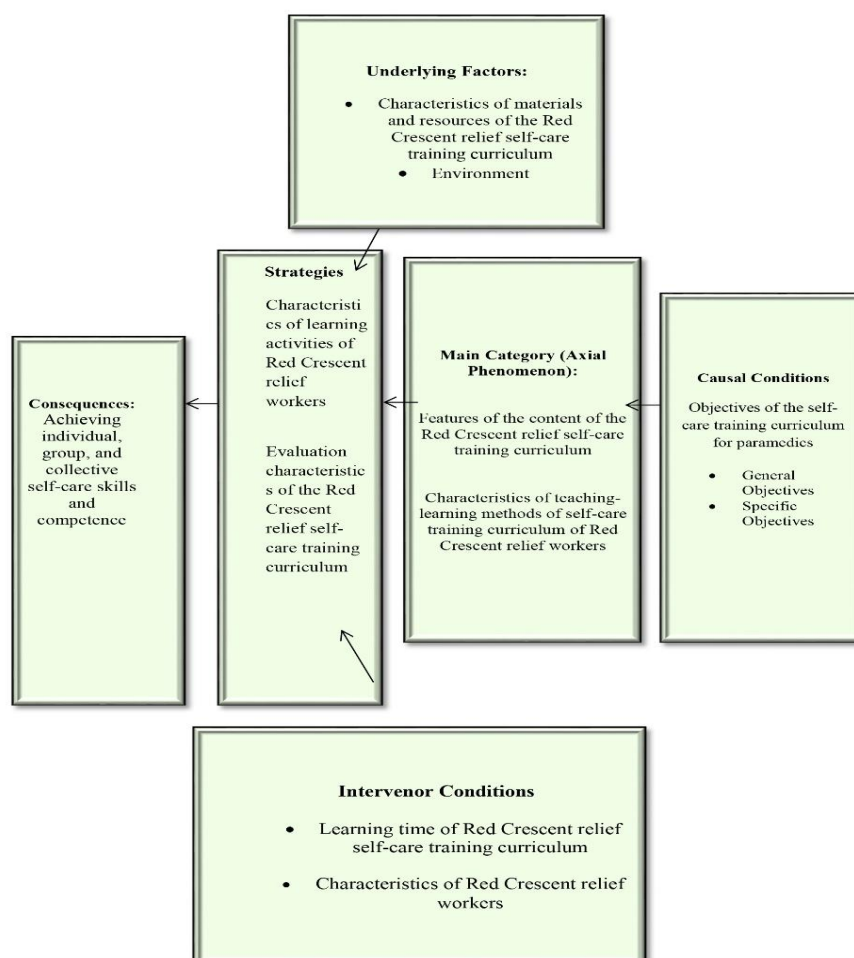 Underlying Factors:
• Characteristics of materials
and resources of the Red
Crescent relief self-care
training curriculum
• Environment
Strategies
Characteristi
cs of learning
activities of
Red Crescent
relief
workers
Evaluation
characteristic
s of the Red
Crescent
relief self-
care training
curriculum
Main Category (Axial
Phenomenon):
Features of the content of the
Red Crescent relief self-care
training curriculum
Characteristics of teaching-
learning methods of self-care
training curriculum of Red
Crescent relief workers
Causal Conditions
Objectives of the self-
care training curriculum
for paramedics
• General
Objectives
• Specific
Objectives
Consequences:
Achieving
individual,
group, and
collective
self-care skills
and
competence
Intervenor Conditions
• Learning time of Red Crescent relief
self-care training curriculum
• Characteristics of Red Crescent relief
workers